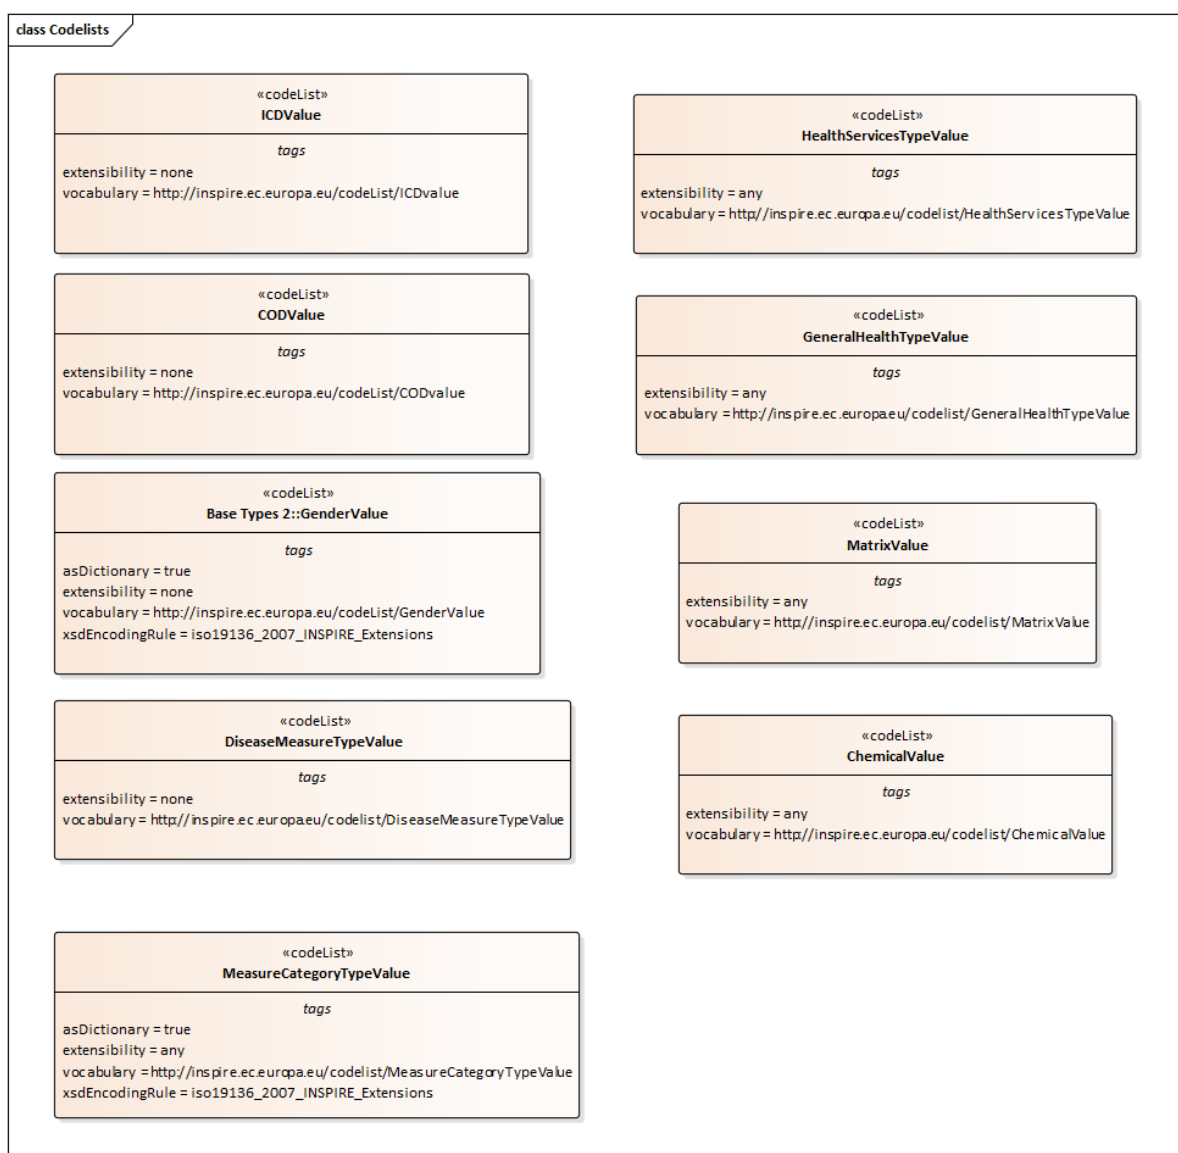 class Codelists
«codeList»
ICDValue
tags
extensibility = none
vocabulary = http://inspire.ec.europa.eu/codeList/ICDvalue
«codeList»
CODValue
tags
extensibility = none
vocabulary = http://inspire.ec.europa.eu/codeList/CODvalue
«codeList»
Base Types 2::GenderValue
tags
asDictionary = true
extensibility = none
vocabulary = http://inspire.ec.europa.eu/codeList/GenderValue
xsdEncodingRule = iso19136_2007_INSPIRE_Extensions
«codeList»
DiseaseMeasureTypeValue
tags
extensibility = none
vocabulary = http://inspire.ec.europa.eu/codelist/DiseaseMeasureTypeValue
«codeList»
MeasureCategoryTypeValue
tags
asDictionary = true
extensibility = any
vocabulary = http://inspire.ec.europa.eu/codelist/MeasureCategoryTypeValue
xsdEncodingRule = iso19136_2007_INSPIRE_Extensions
«codeList»
HealthServicesTypeValue
tags
extensibility = any
vocabulary = http://inspire.ec.europa.eu/codelist/HealthServicesTypeValue
«codeList»
GeneralHealthTypeValue
tags
extensibility = any
vocabulary = http://inspire.ec.europa.eu/codelist/GeneralHealthTypeValue
«codeList»
MatrixValue
tags
extensibility = any
vocabulary = http://inspire.ec.europa.eu/codelist/MatrixValue
«codeList»
ChemicalValue
tags
extensibility = any
vocabulary = http://inspire.ec.europa.eu/codelist/ChemicalValue